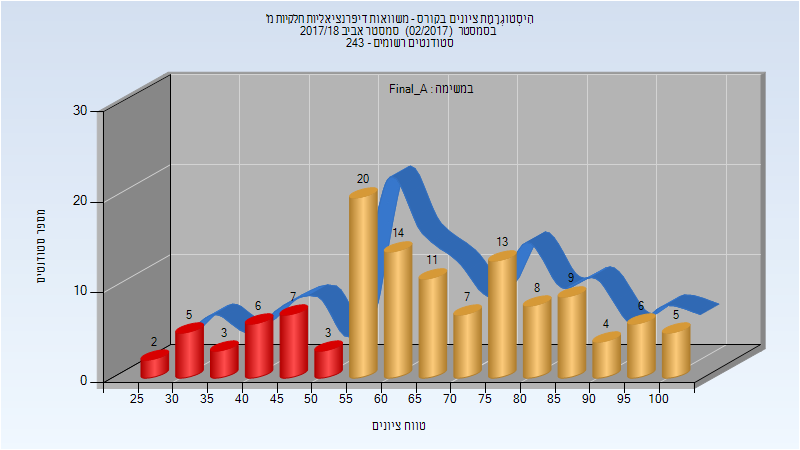 הִיסְטוֹגְרָמַת ציונים בקורס - משוואות דיפרנציאליות חלקיות מ'
בסמסטר (02/2017) סמסטר אביב 2017/18
סטודנטים רשומים - 243
במשימה : Final_A
מספר סטודנטים
30
20
10
0
2 5 3 6 7 3 20 14 11 7 13 8 9 4 6 5
25 30 35 40 45 50 55 60 65 70 75 80 85 90 95 100
טווח ציונים